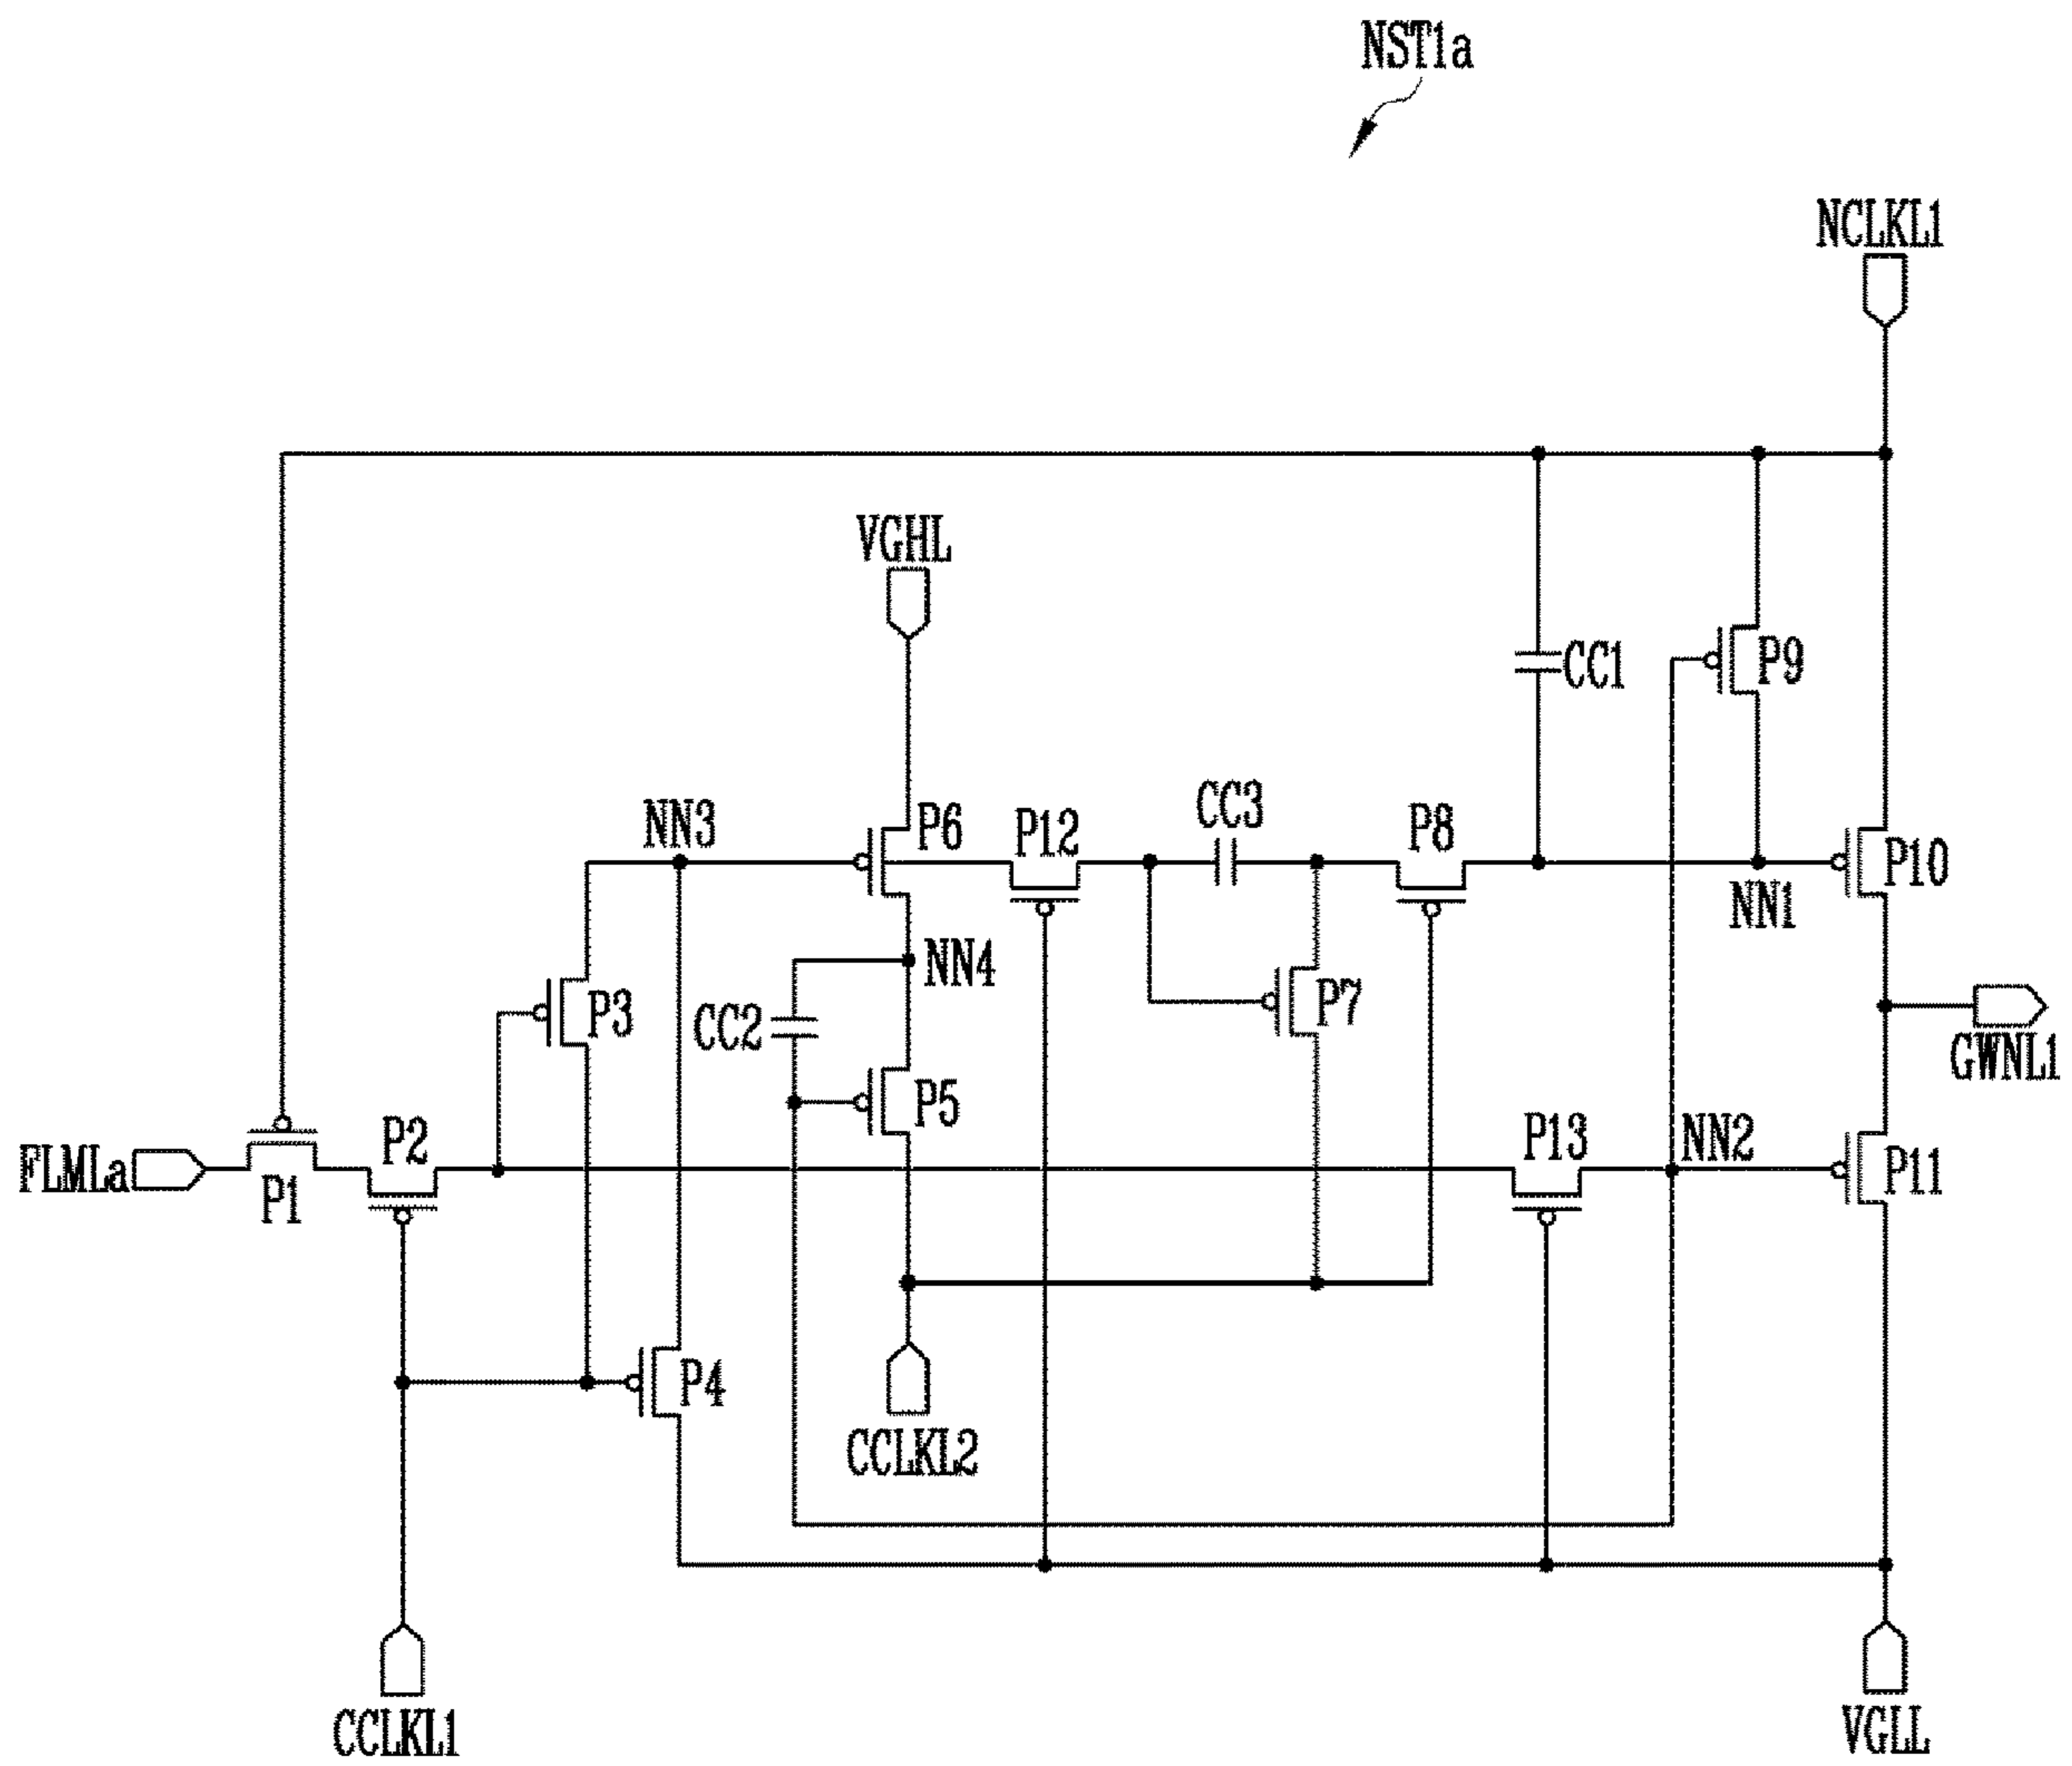 NST1a
NCLKL1
VGHL
CC1
P9
P6
P12
CC3
P8
NN3
P10
NN1
NN4
P3
CC2
P7
GWNL1
P5
P2
P13
NN2
FLMLa
P1
P11
P4
CCLKL2
CCLKL1
VGLL